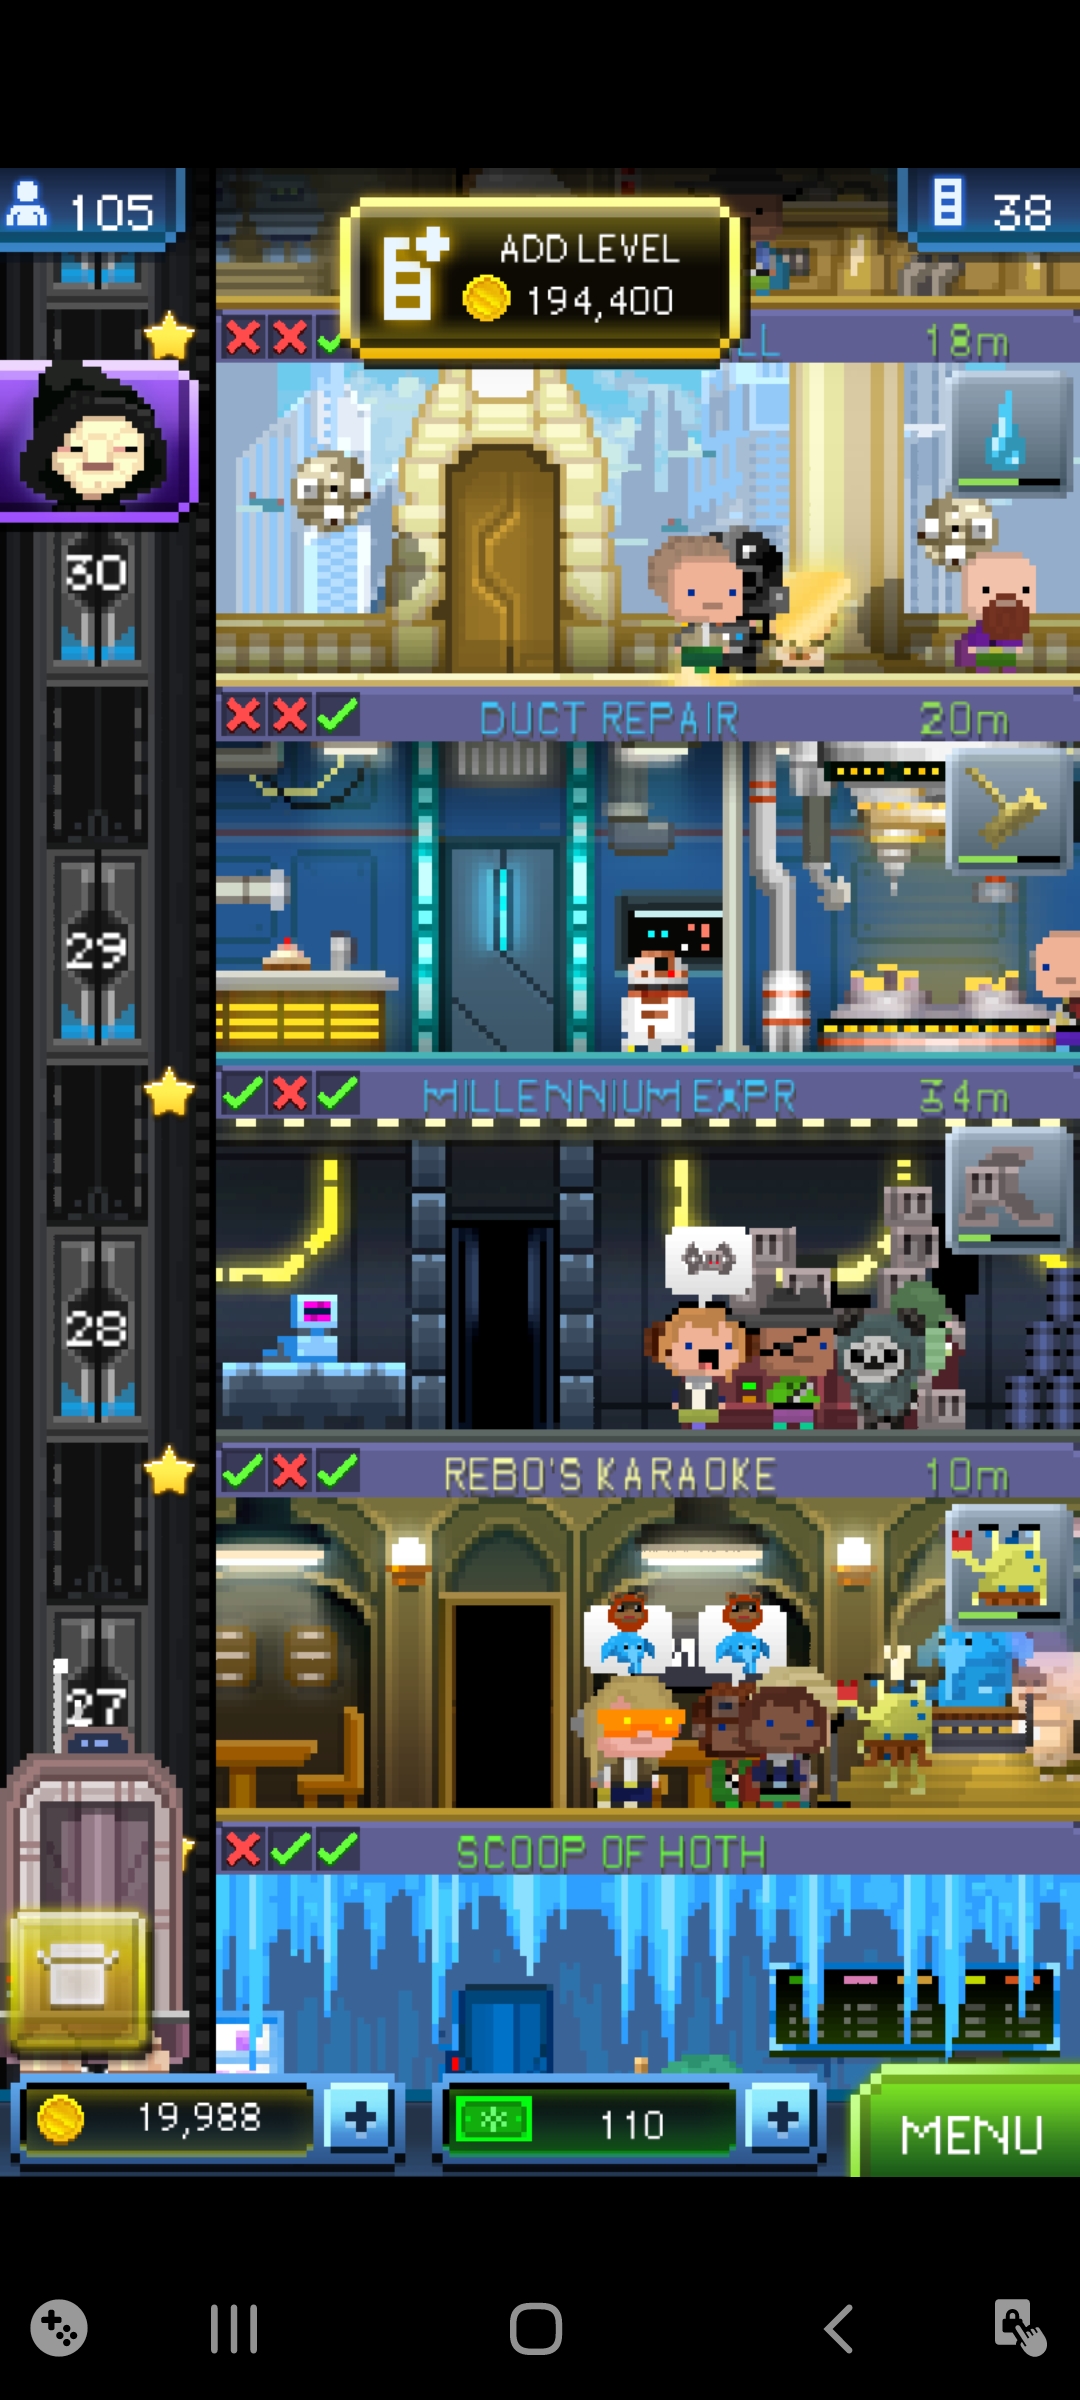 105
38
ADD LEVEL
194,400
LL
18m
30
DUCT REPAIR
20m
29
MILLENNIUM EXPR
34m
28
REBO'S KARAOKE
10m
27
SCOOP OF HOTH
19,988
110
MENU